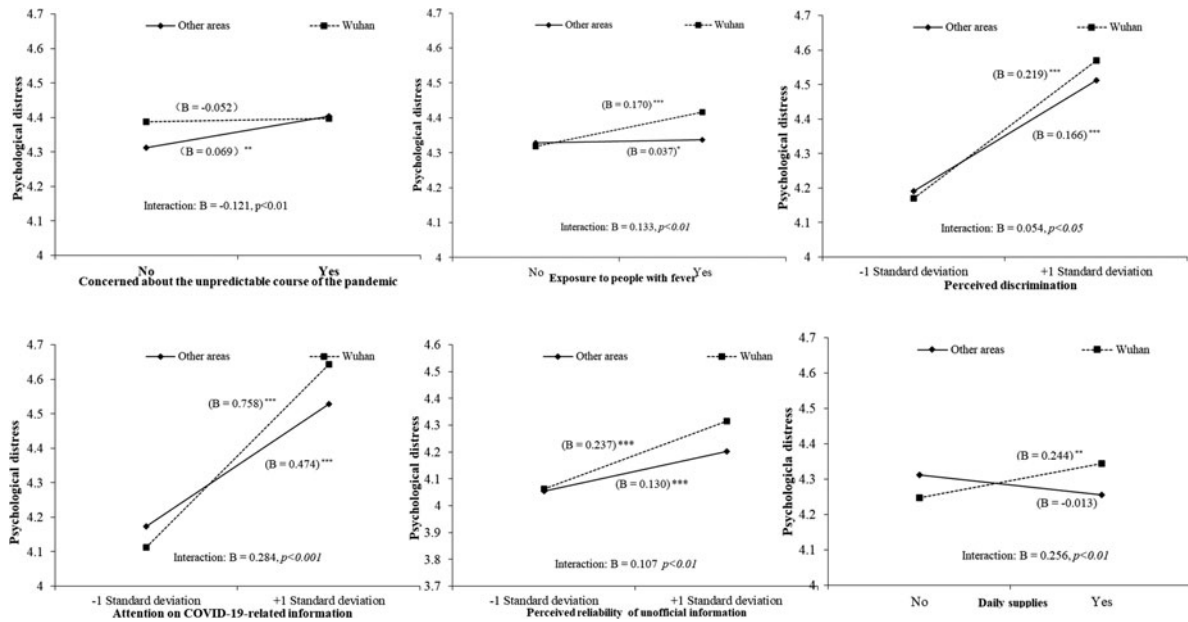 Other areas
Wuhan
4.7
4.6
4.5
4.4
4.3
4.2
4.1
4
Psychological distress
(B = -0.052)
(B = 0.069) **
Interaction: B = -0.121, p<0.01
No
Yes
Concerned about the unpredictable course of the pandemic
Other areas
Wuhan
4.7
4.6
4.5
4.4
4.3
4.2
4.1
4
Psychological distress
(B = 0.170) ***
(B = 0.037) *
Interaction: B = 0.133, p<0.01
No
Yes
Exposure to people with fever
Other areas
Wuhan
4.7
4.6
4.5
4.4
4.3
4.2
4.1
4
Psychological distress
(B = 0.219) ***
(B = 0.166) ***
Interaction: B = 0.054, p<0.05
-1 Standard deviation
+1 Standard deviation
Perceived discrimination
Other areas
Wuhan
4.7
4.6
4.5
4.4
4.3
4.2
4.1
4
Psychological distress
(B = 0.758) ***
(B = 0.474) ***
Interaction: B = 0.284, p<0.001
-1 Standard deviation
+1 Standard deviation
Attention on COVID-19-related information
Other areas
Wuhan
4.7
4.6
4.5
4.4
4.3
4.2
4.1
4
3.9
3.8
3.7
Psychological distress
(B = 0.237) ***
(B = 0.130) ***
Interaction: B = 0.107 p<0.01
-1 Standard deviation
+1 Standard deviation
Perceived reliability of unofficial information
Other areas
Wuhan
4.7
4.6
4.5
4.4
4.3
4.2
4.1
4
Psychologicla distress
(B = 0.244) **
(B = -0.013)
Interaction: B = 0.256, p<0.01
No
Yes
Daily supplies